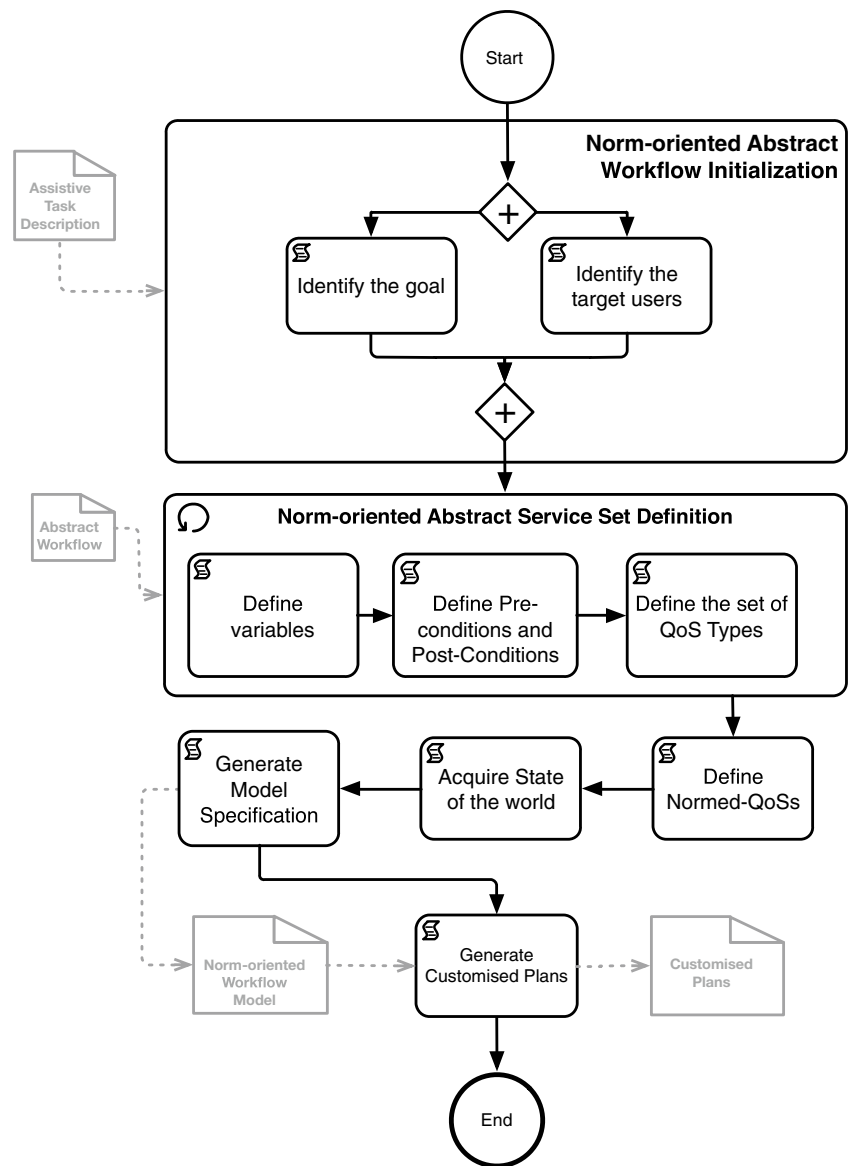 Start
Norm-oriented Abstract
Workflow Initialization
Assistive
Task
Description
+
Identify the goal
Identify the
target users
+
Abstract
Workflow
Norm-oriented Abstract Service Set Definition
Define
variables
Define Pre-
conditions and
Post-Conditions
Define the set of
QoS Types
Generate
Model
Specification
Acquire State
of the world
Define
Normed-QoSs
Norm-oriented
Workflow
Model
Generate
Customised Plans
Customised
Plans
End